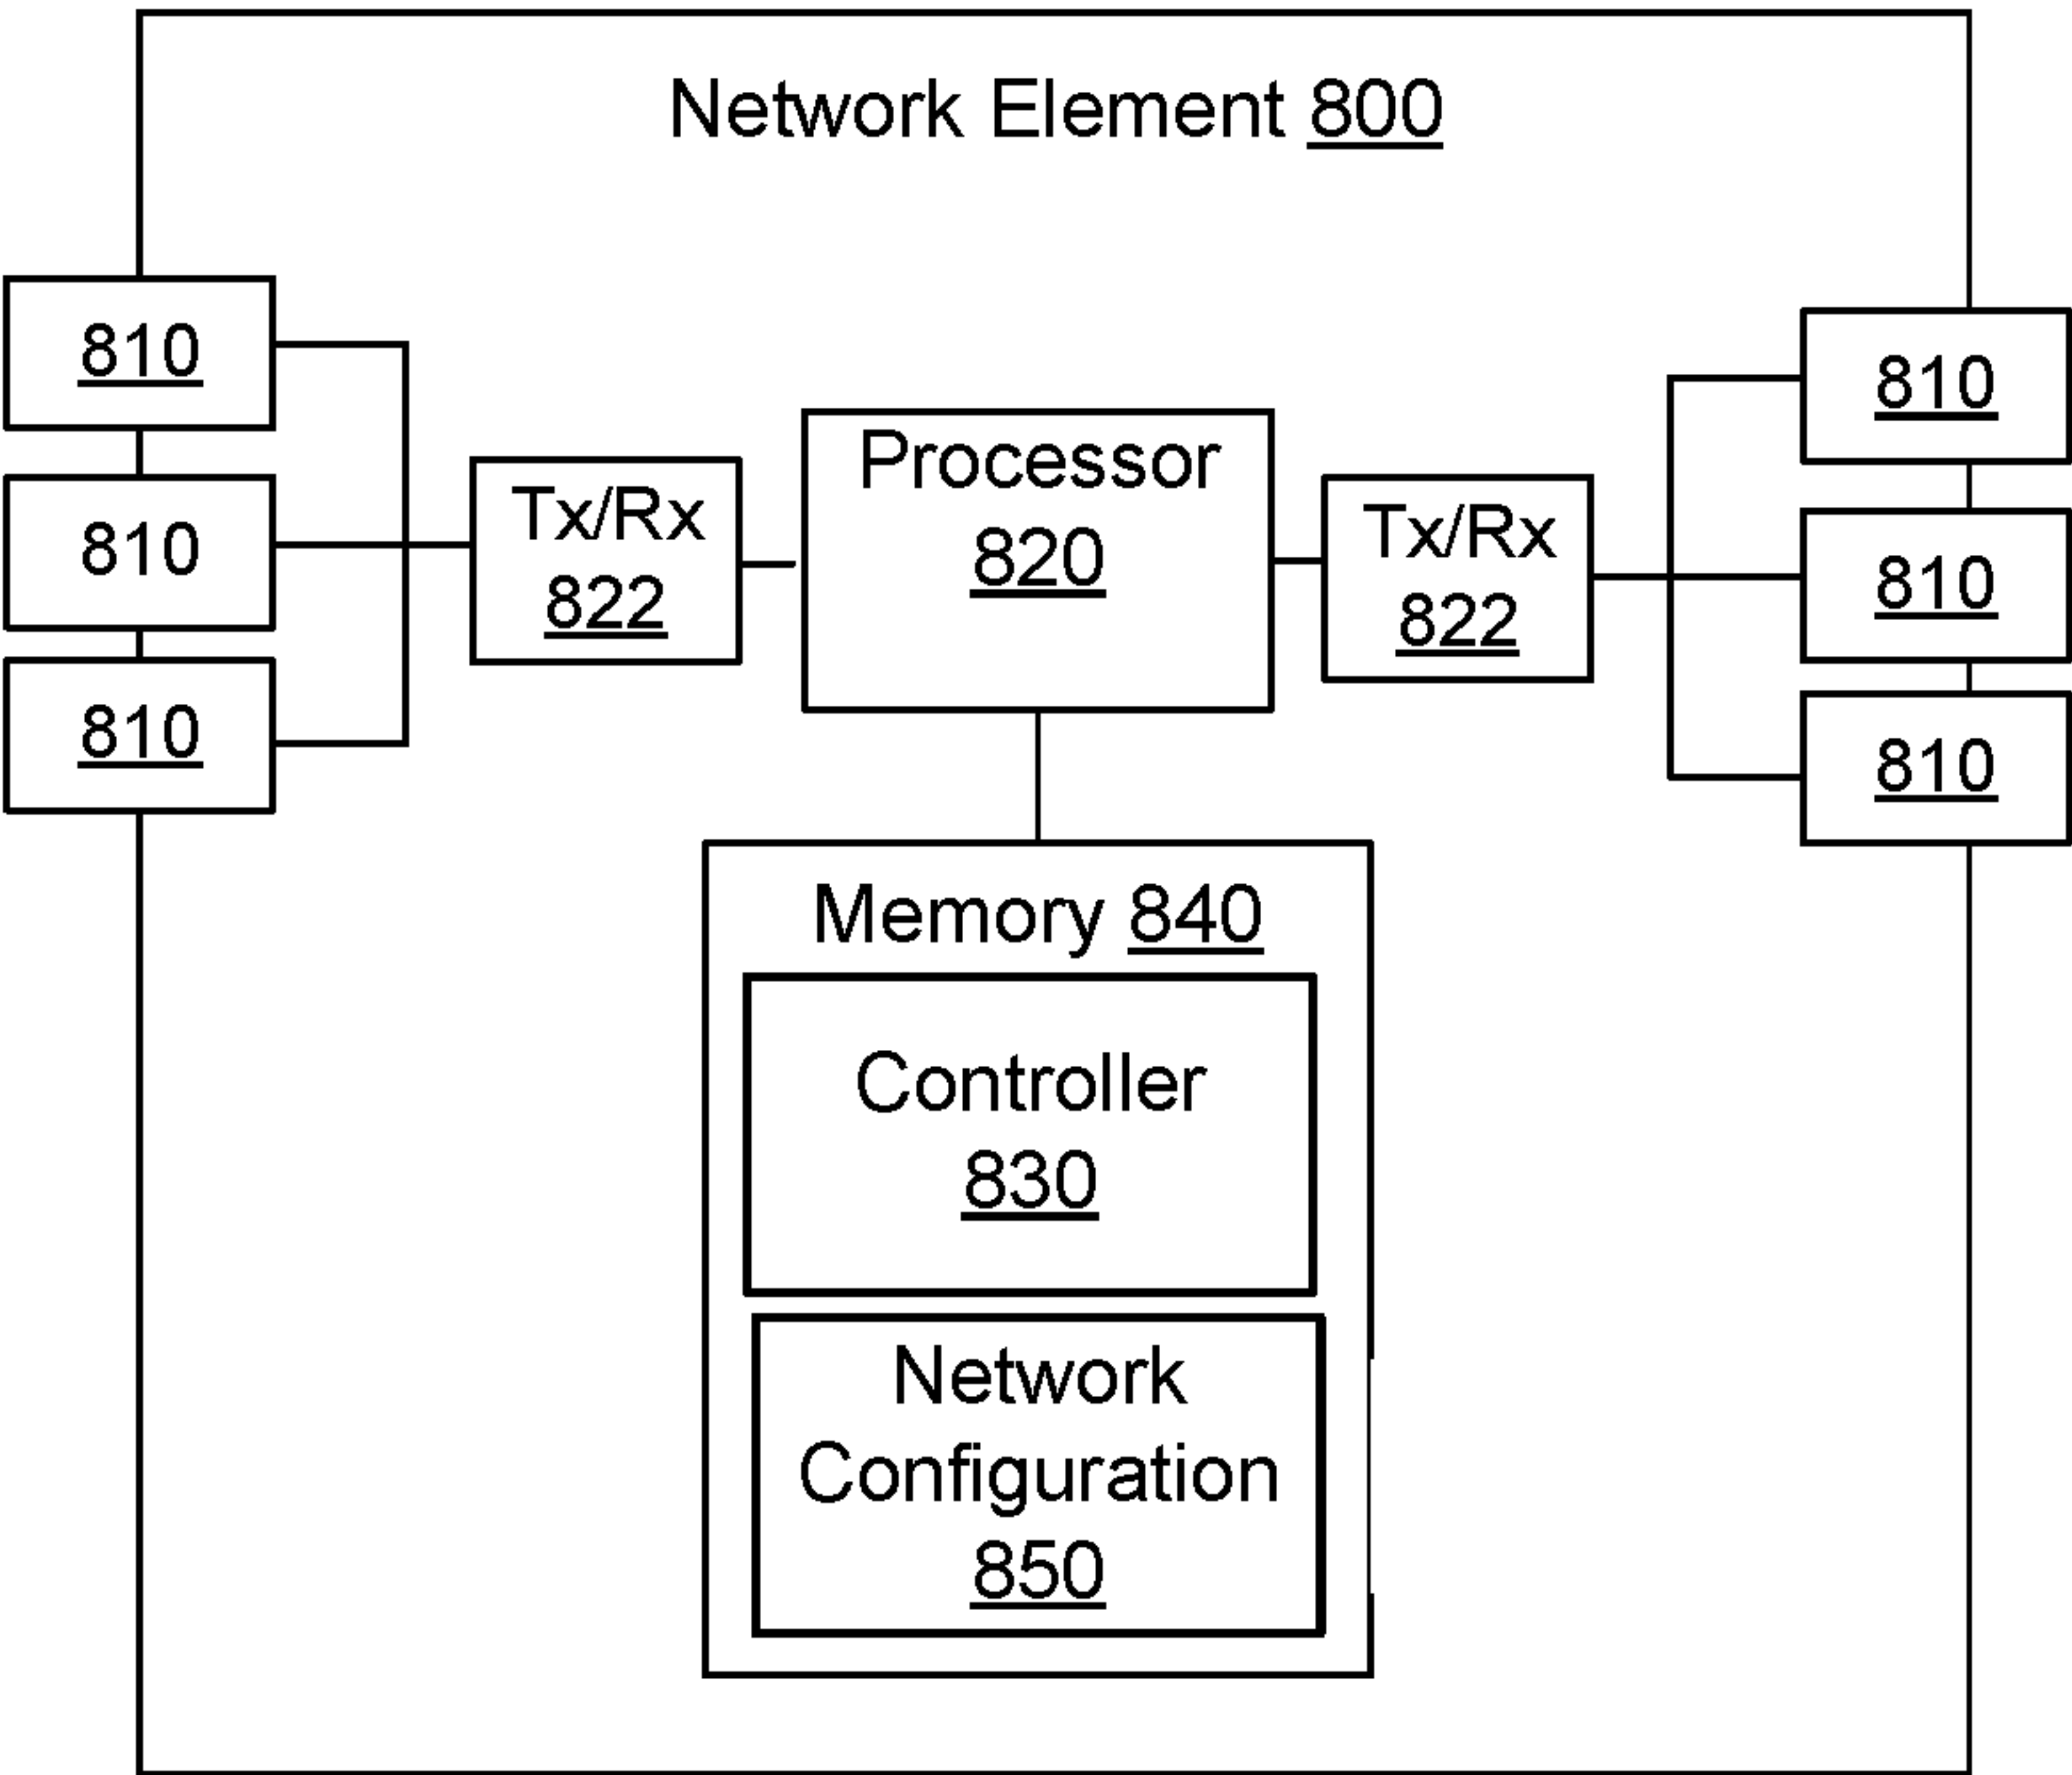 Network Element 800
810
810
810
Tx/Rx
822
Processor
820
Tx/Rx
822
810
810
810
Memory 840
Controller
830
Network
Configuration
850